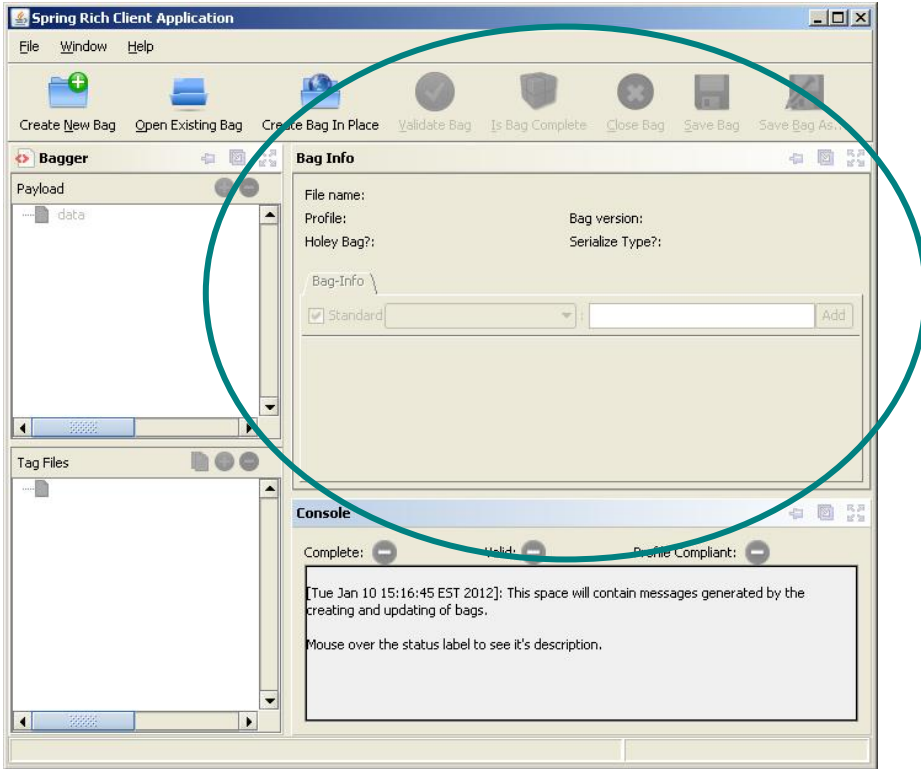 Spring Rich Client Application
File Window Help
Create New Bag Open Existing Bag Create Bag In Place Validate Bag Is Bag Complete Close Bag Save Bag Save Bag As...
Bagger
Payload
data
Tag Files
Bag Info
File name:
Profile: Bag version:
Holey Bag?: Serialize Type?:
Bag-Info
Standard : Add
Console
Complete: Valid: Profile Compliant:
[Tue Jan 10 15:16:45 EST 2012]: This space will contain messages generated by the
creating and updating of bags.
Mouse over the status label to see it's description.